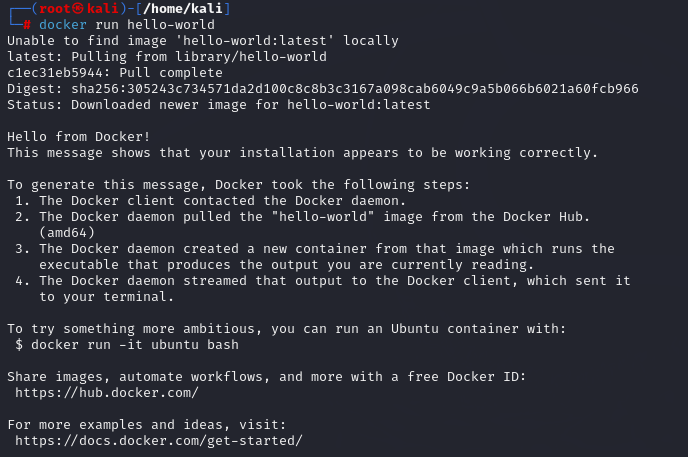 ┌──(root㉿kali)-[/home/kali]
└─# docker run hello-world
Unable to find image 'hello-world:latest' locally
latest: Pulling from library/hello-world
c1ec31eb5944: Pull complete
Digest: sha256:305243c734571da2d100c8c8b3c3167a098cab6049c9a5b066b6021a60fcb966
Status: Downloaded newer image for hello-world:latest

Hello from Docker!
This message shows that your installation appears to be working correctly.

To generate this message, Docker took the following steps:
 1. The Docker client contacted the Docker daemon.
 2. The Docker daemon pulled the "hello-world" image from the Docker Hub.
    (amd64)
 3. The Docker daemon created a new container from that image which runs the
    executable that produces the output you are currently reading.
 4. The Docker daemon streamed that output to the Docker client, which sent it
    to your terminal.

To try something more ambitious, you can run an Ubuntu container with:
 $ docker run -it ubuntu bash

Share images, automate workflows, and more with a free Docker ID:
 https://hub.docker.com/

For more examples and ideas, visit:
 https://docs.docker.com/get-started/